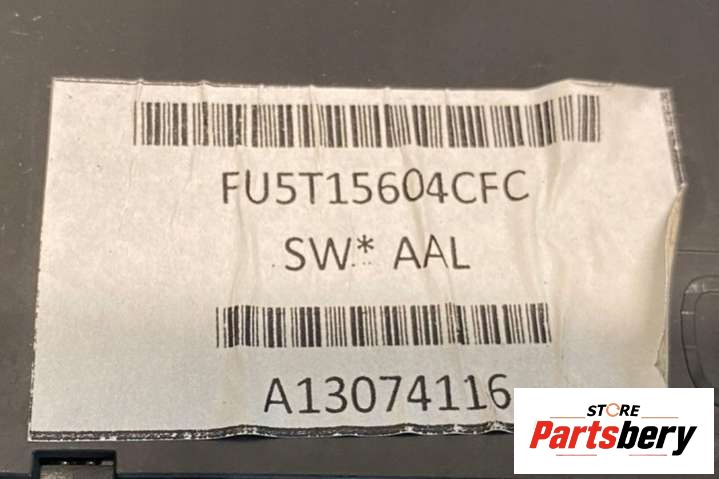 FU5T15604CFC
SW* AAL
A13074116
STORE
Partsbery